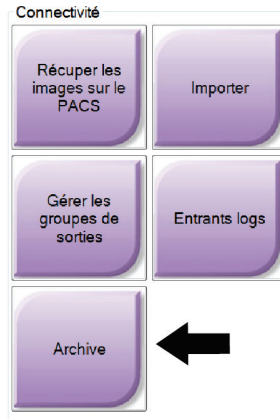 Connectivité
Récuper les
images sur le
PACS
Importer
Gérer les
groupes de
sorties
Entrants logs
Archive